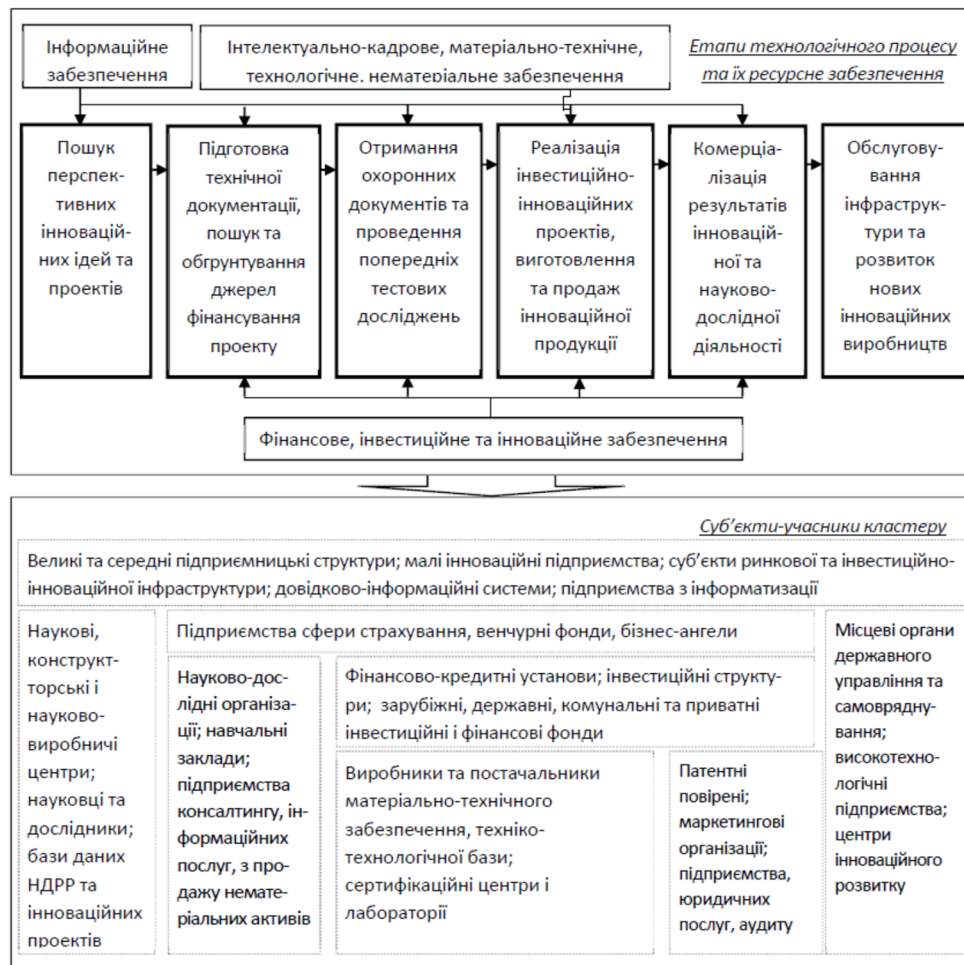 Інформаційне
забезпечення
Інтелектуально-кадрове, матеріально-технічне,
технологічне. нематеріальне забезпечення
Етапи технологічного процесу
та їх ресурсне забезпечення
Пошук
перспек-
тивних
інновацій-
них ідей та
проектів
Підготовка
технічної
документації,
пошук та
обгрунтування
джерел
фінансування
проекту
Отримання
охоронних
документів та
проведення
попередніх
тестових
досліджень
Реалізація
інвестиційно-
інноваційних
проектів,
виготовлення
та продаж
інноваційної
продукції
Комерціа-
лізація
результатів
інновацій-
ної та
науково-
дослідної
діяльності
Обслугову-
вання
інфраструк-
тури та
розвиток
нових
інноваційних
виробництв
Фінансове, інвестиційне та інноваційне забезпечення
Суб’єкти-учасники кластеру
Великі та середні підприємницькі структури; малі інноваційні підприємства; суб’єкти ринкової та інвестиційно-
інноваційної інфраструктури; довідково-інформаційні системи; підприємства з інформатизації
Наукові,
конструк-
торські і
науково-
виробничі
центри;
науковці та
дослідники;
бази даних
НДРР та
інноваційних
проектів
Підприємства сфери страхування, венчурні фонди, бізнес-ангели
Науково-дос-
лідні організа-
ції; навчальні
заклади;
підприємства
консалтингу, ін-
формаційних
послуг, з про-
дажу немате-
ріальних активів
Фінансово-кредитні установи; інвестиційні структу-
ри; зарубіжні, державні, комунальні та приватні
інвестиційні і фінансові фонди
Виробники та постачальники
матеріально-технічного
забезпечення, техніко-
технологічної бази;
сертифікаційні центри і
лабораторії
Патентні
повірені;
маркетингові
організації;
підприємства,
юридичних
послуг, аудиту
Місцеві органи
державного
управління та
самовряду-
вання;
високотехно-
логічні
підприємства;
центри
інноваційного
розвитку